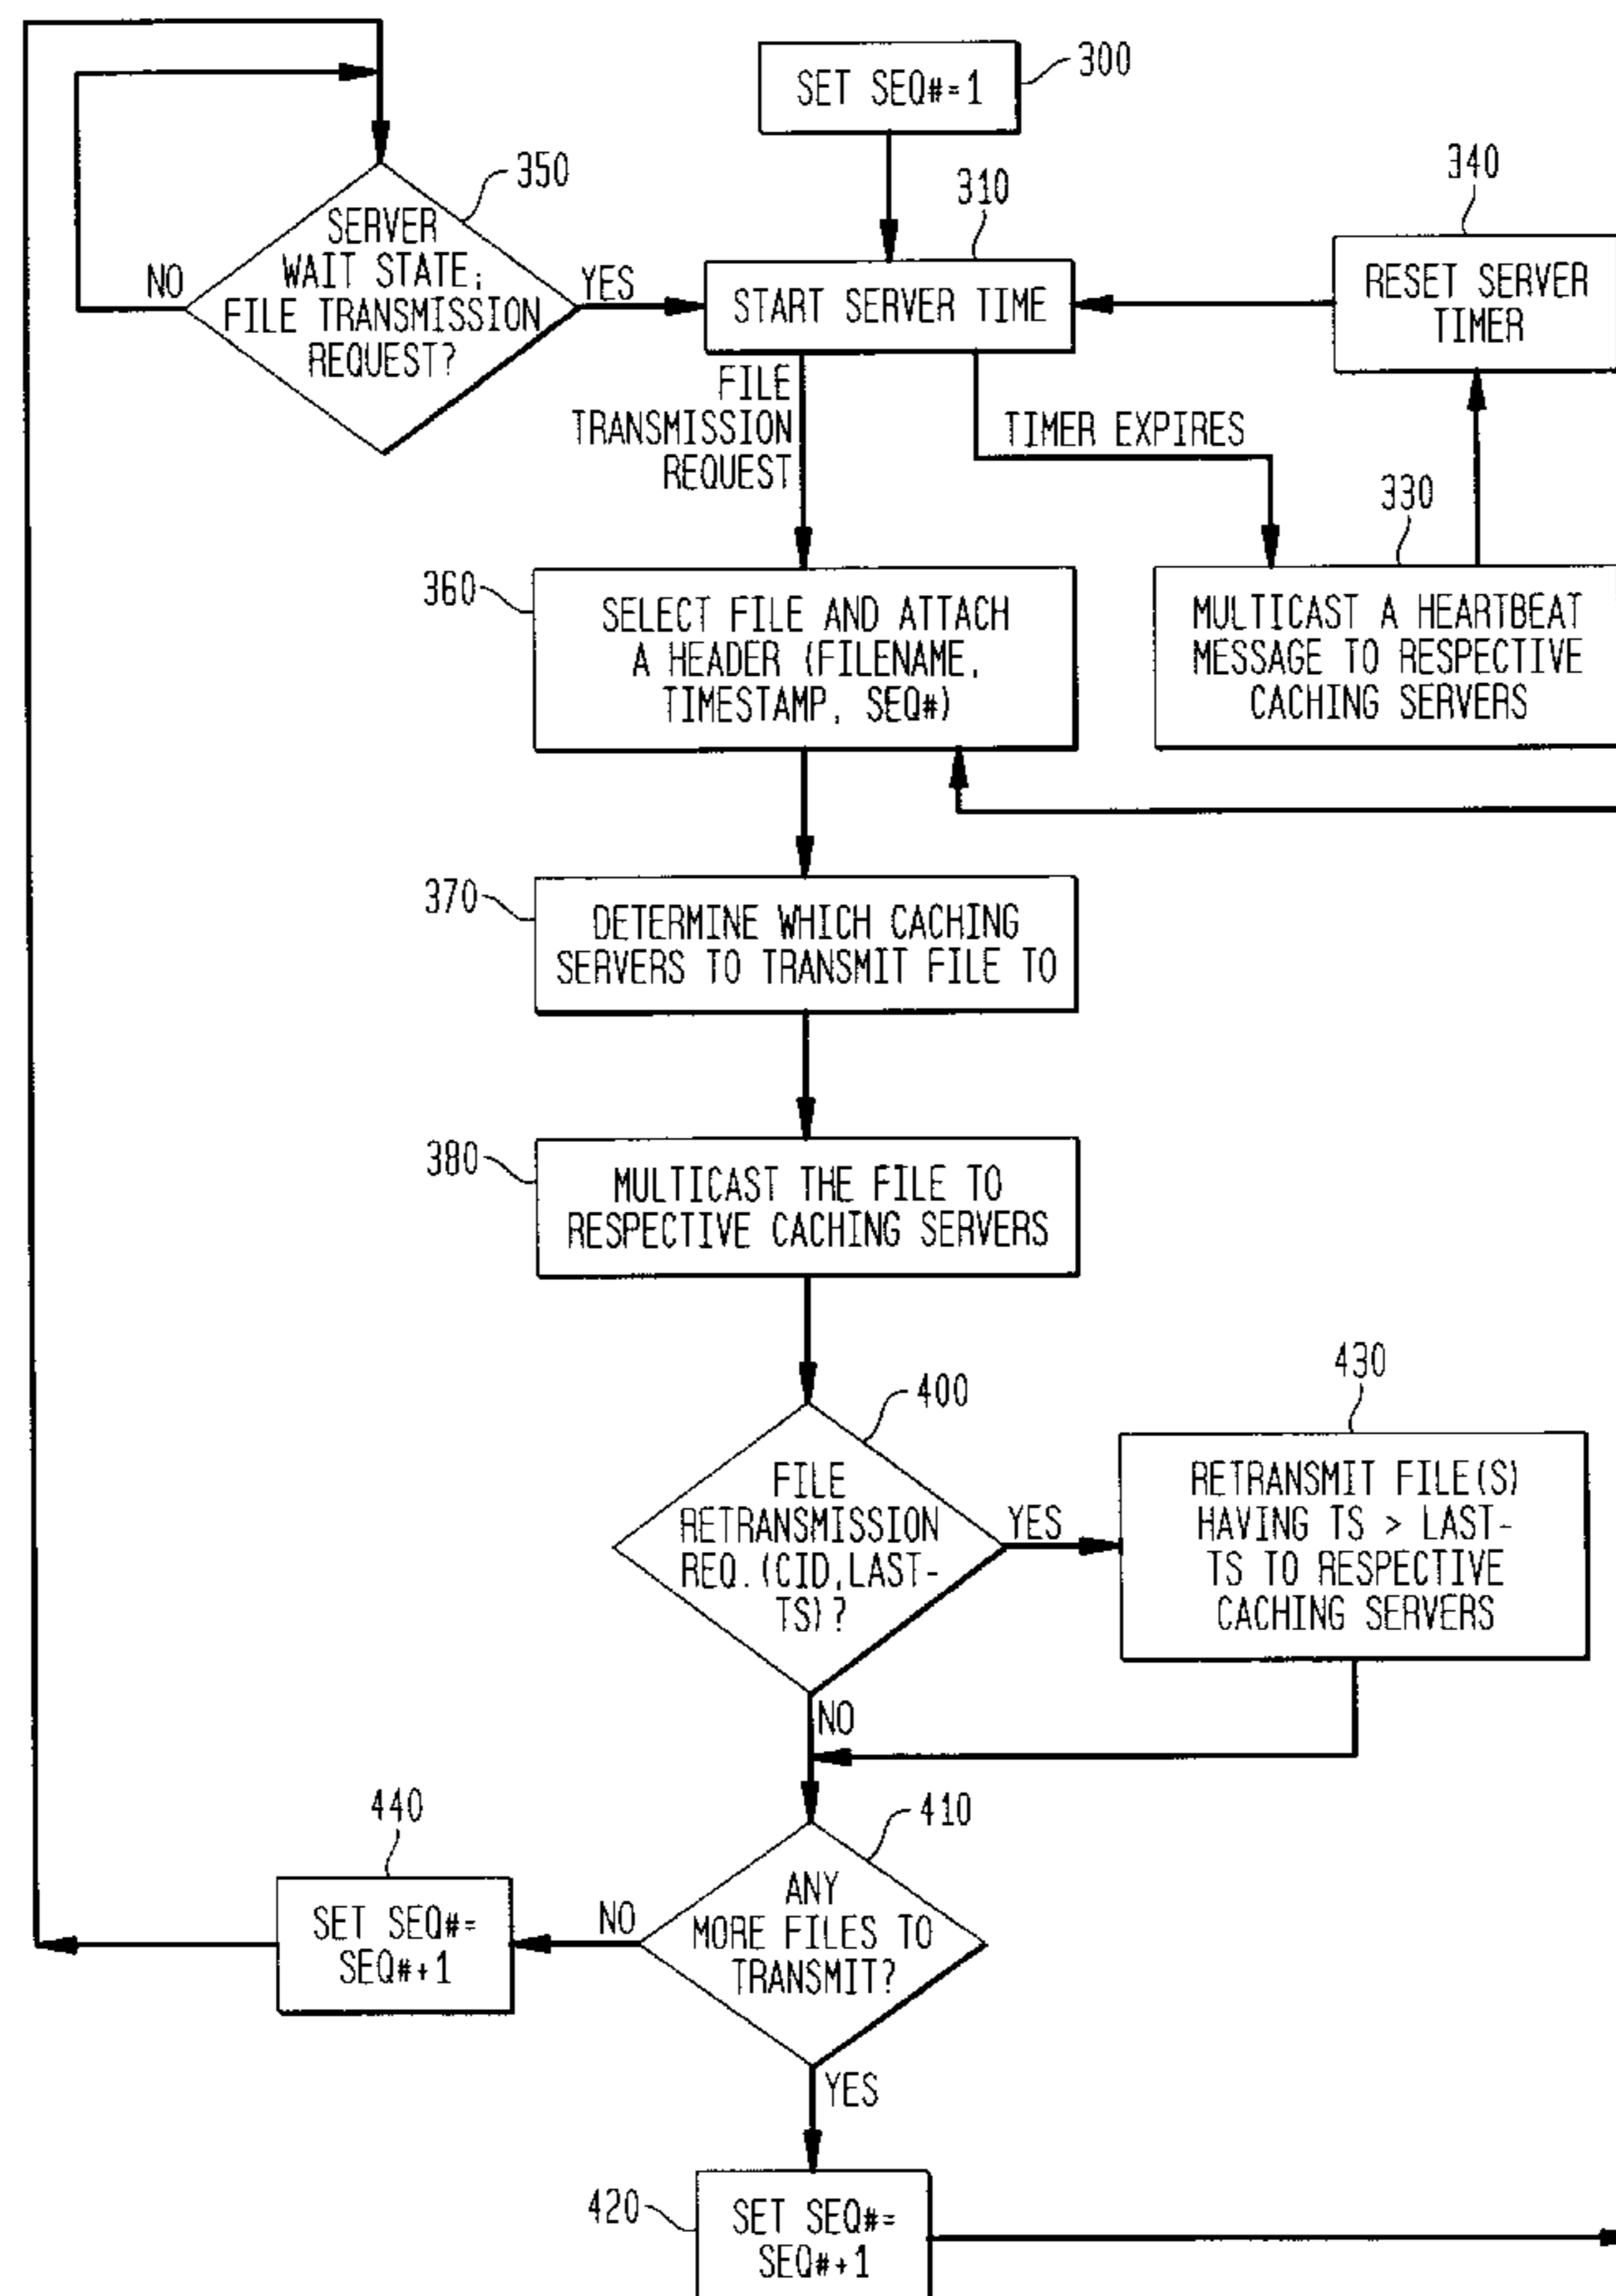 300
SET SEQ#=1
350
SERVER
WAIT STATE;
FILE TRANSMISSION
REQUEST?
NO
YES
310
START SERVER TIME
340
RESET SERVER
TIMER
FILE
TRANSMISSION
REQUEST
TIMER EXPIRES
330
MULTICAST A HEARTBEAT
MESSAGE TO RESPECTIVE
CACHING SERVERS
360
SELECT FILE AND ATTACH
A HEADER (FILENAME,
TIMESTAMP, SEQ#)
370
DETERMINE WHICH CACHING
SERVERS TO TRANSMIT FILE TO
380
MULTICAST THE FILE TO
RESPECTIVE CACHING SERVERS
400
FILE
RETRANSMISSION
REQ.(CID,LAST-
TS)?
YES
NO
430
RETRANSMIT FILE(S)
HAVING TS > LAST-
TS TO RESPECTIVE
CACHING SERVERS
410
ANY
MORE FILES TO
TRANSMIT?
NO
YES
440
SET SEQ#=
SEQ#+1
420
SET SEQ#=
SEQ#+1